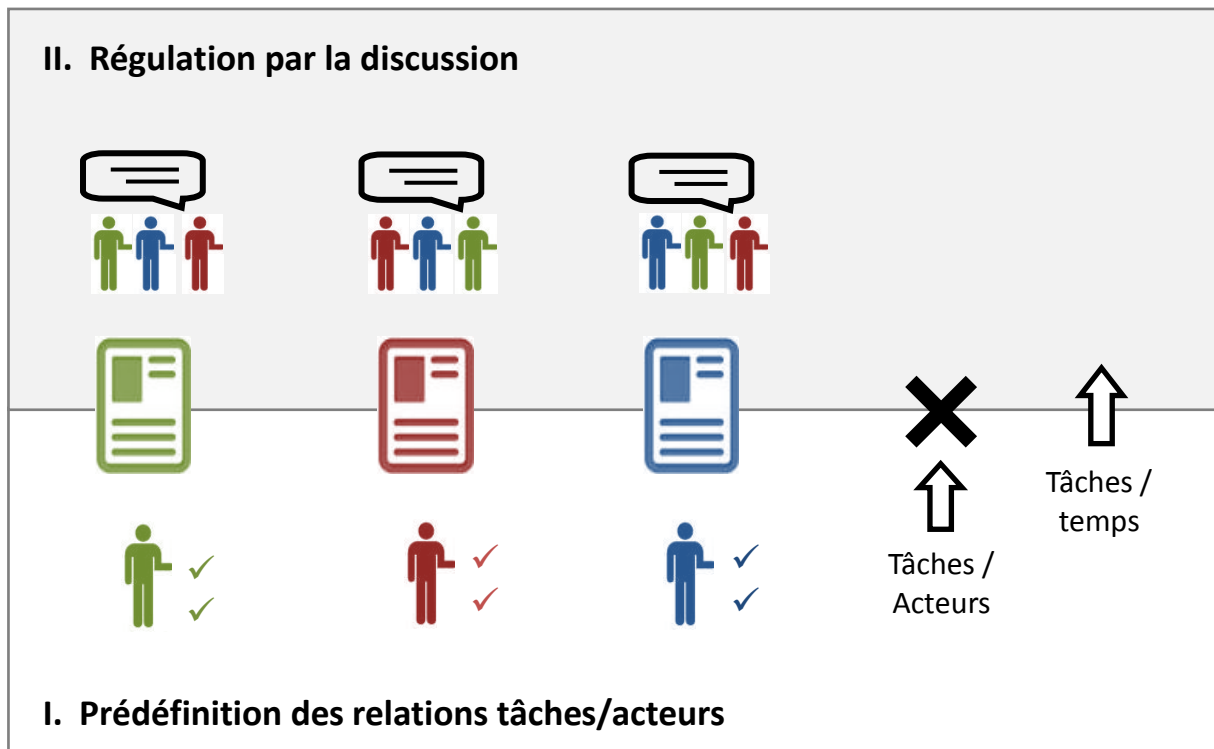 II. Régulation par la discussion
Tâches /
temps
Tâches /
Acteurs
I. Prédéfinition des relations tâches/acteurs